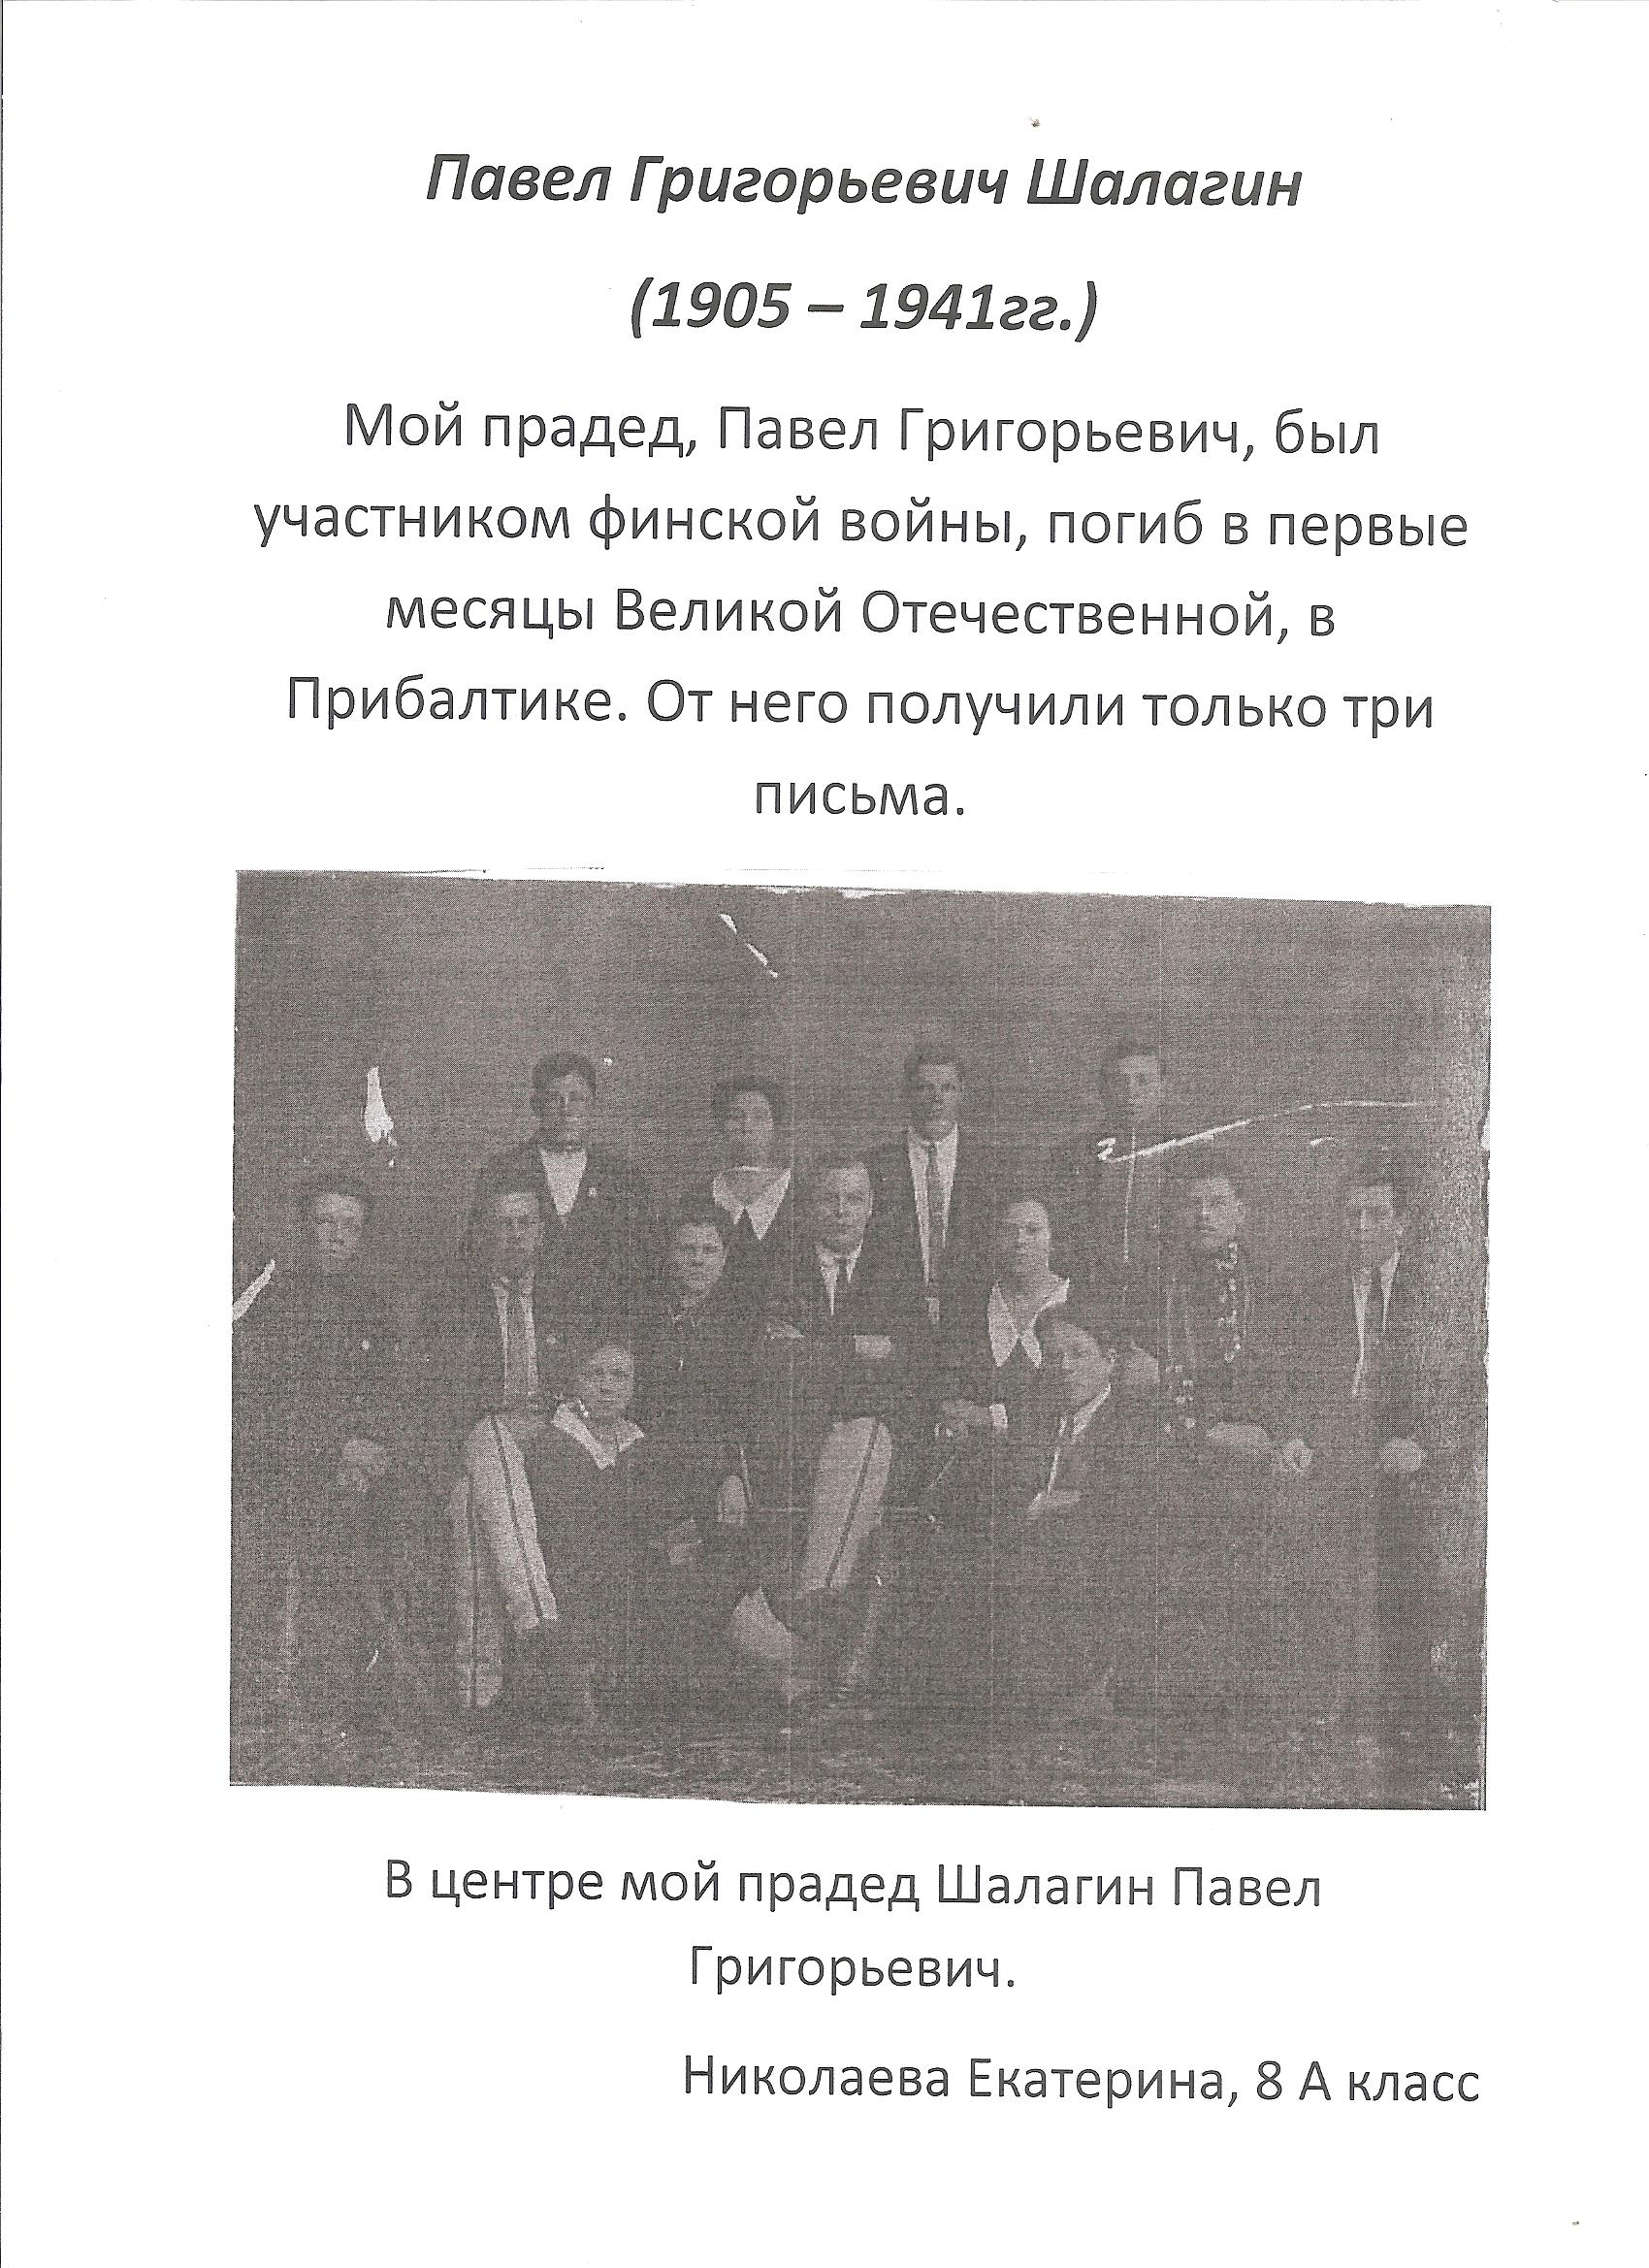 Павел Григорьевич Шалагин
(1905 – 1941гг.)
Мой прадед, Павел Григорьевич, был
участником финской войны, погиб в первые
месяцы Великой Отечественной, в
Прибалтике. От него получили только три
письма.
В центре мой прадед Шалагин Павел
Григорьевич.
Николаева Екатерина, 8 А класс